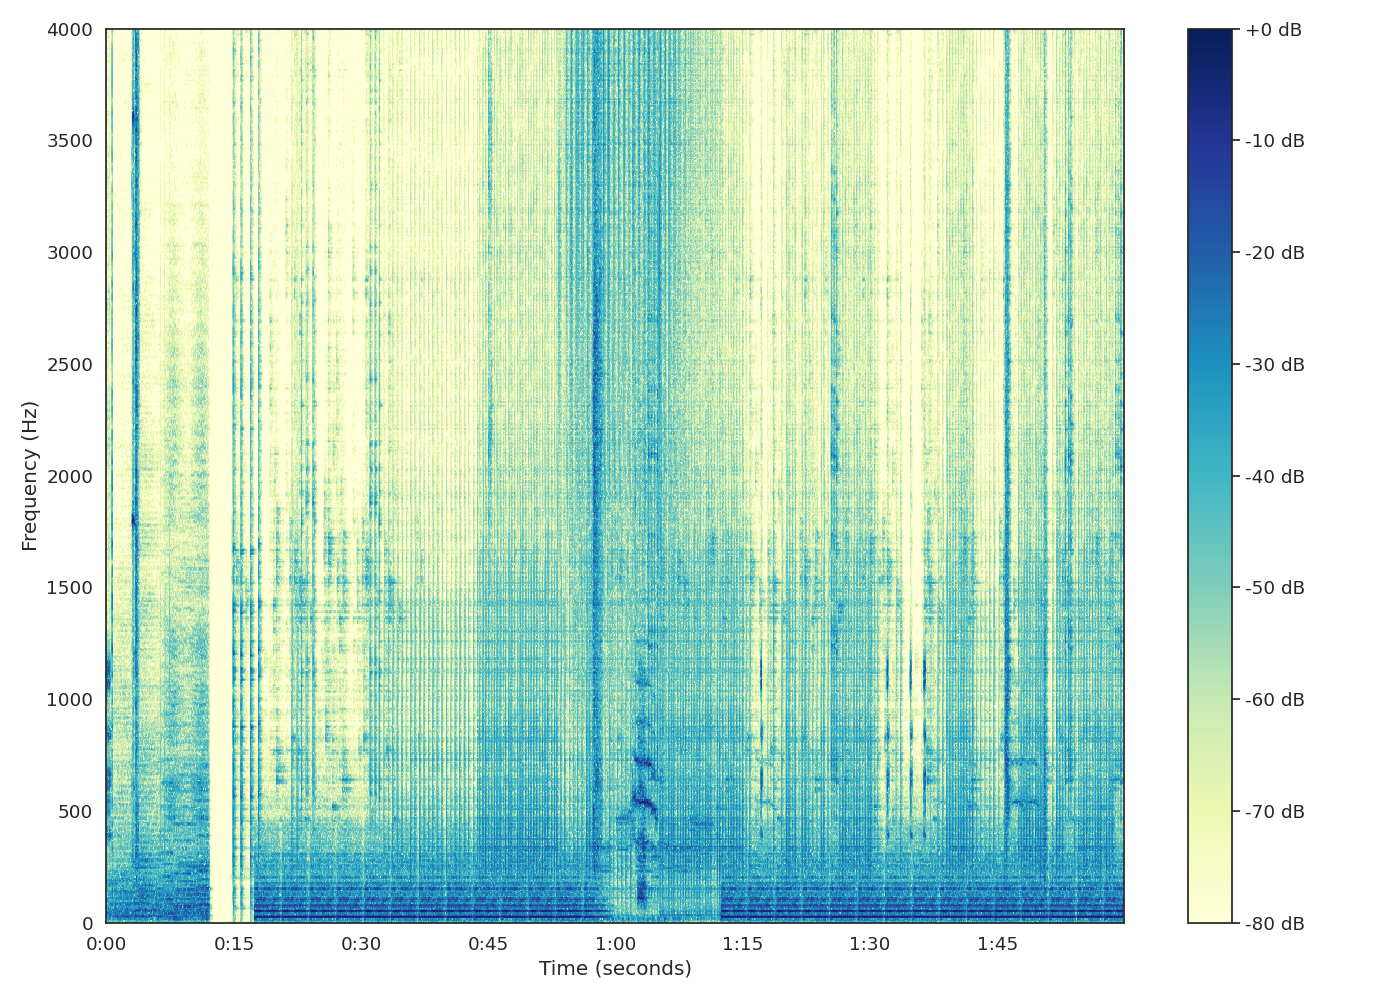 4000
3500
3000
2500
2000
1500
1000
500
0
Frequency (Hz)
0:00 0:15 0:30 0:45 1:00 1:15 1:30 1:45
Time (seconds)
+0 dB
-10 dB
-20 dB
-30 dB
-40 dB
-50 dB
-60 dB
-70 dB
-80 dB